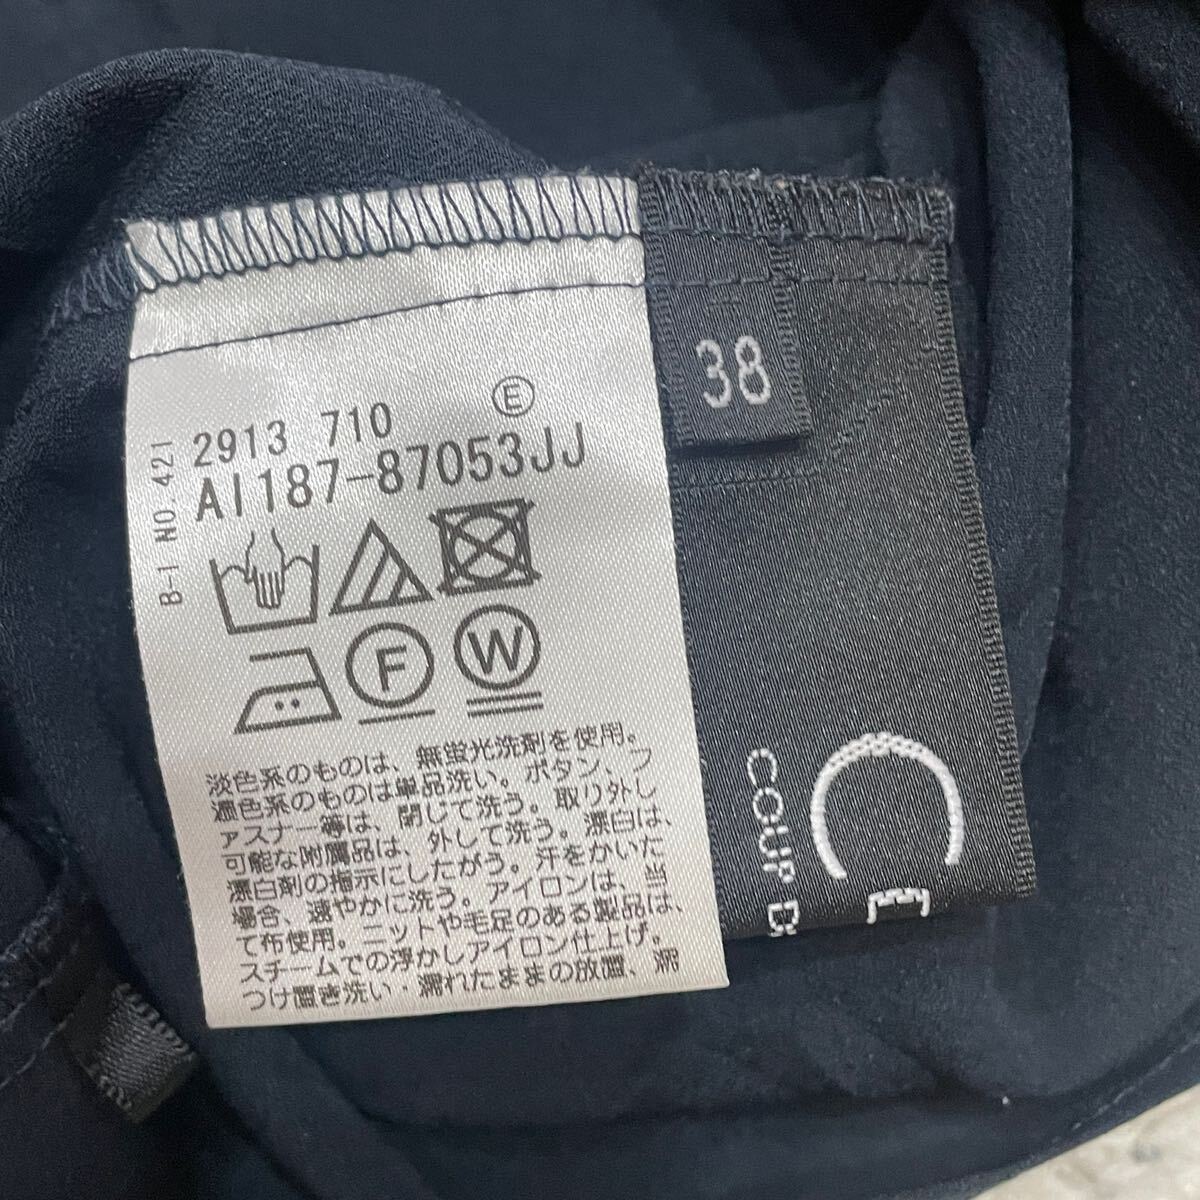 38
E
2913 710
AI187-87053JJ
B-1 NO.421
F
W
淡色系のものは、無蛍光洗剤を使用。
濃色系のものは単品洗い。ボタン、フ
ァスナー等は、閉じて洗う。取り外し
可能な附属品は、外して洗う。漂白は、
漂白剤の指示にしたがう。汗をかいた
場合、速やかに洗う。アイロンは、当
て布使用。ニットや毛足のある製品は、
スチームでの浮かしアイロン仕上げ。
つけ置き洗い・濡れたままの放置、濡
C
COUP D